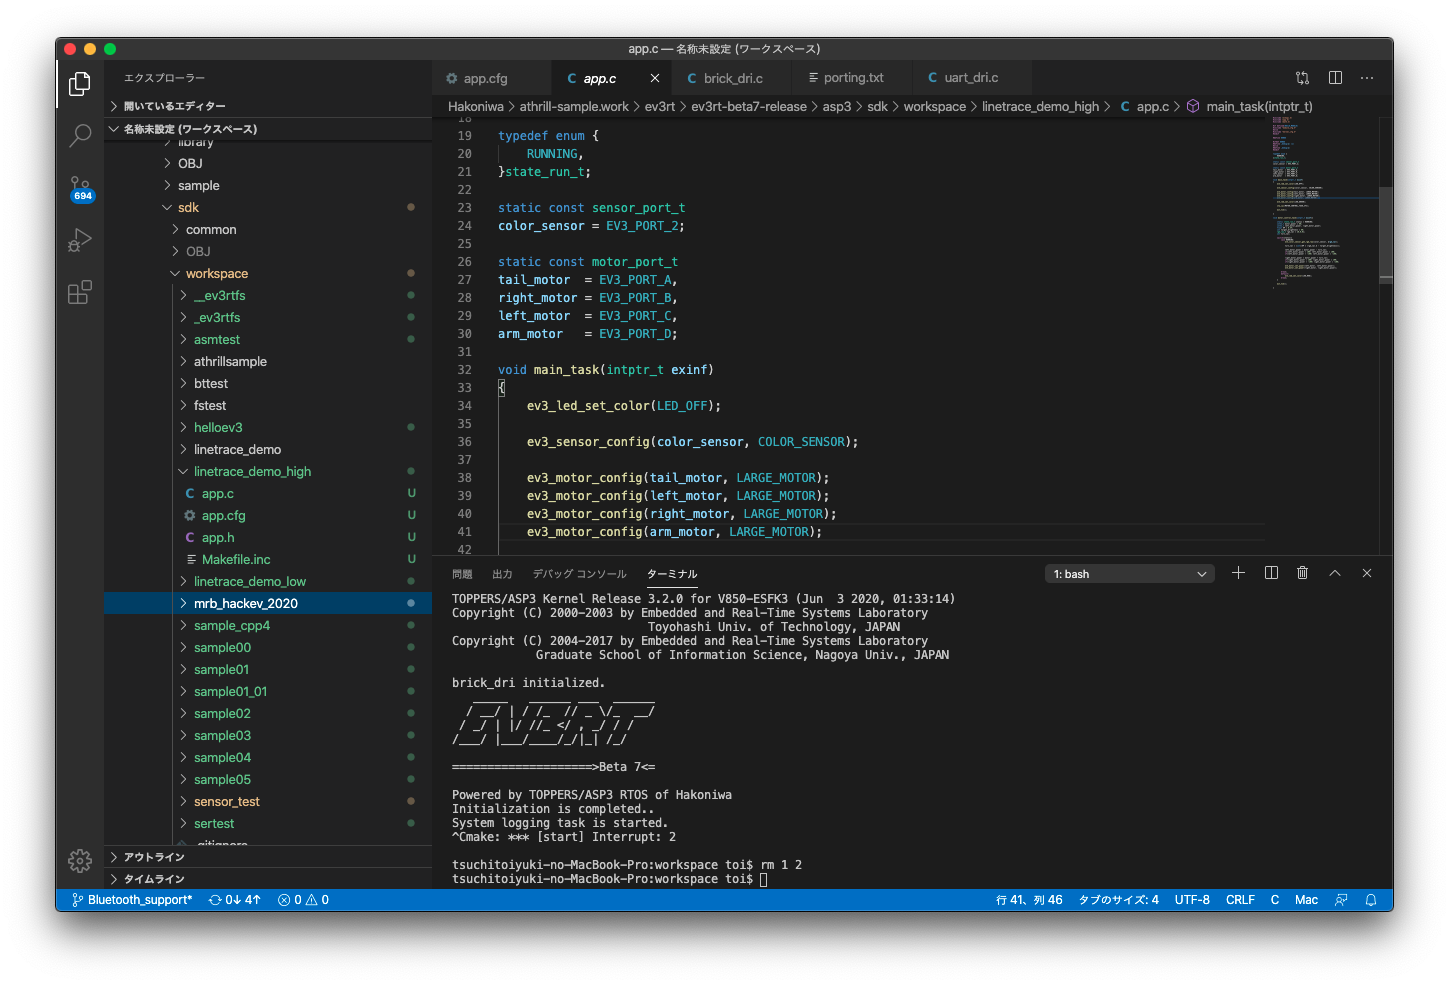 app.c — 名称未設定 (ワークスペース)
エクスプローラー
開いているエディター
名称未設定 (ワークスペース)
library
OBJ
sample
sdk
common
OBJ
workspace
__ev3rtfs
_ev3rtfs
asmtest
athrillsample
bttest
fstest
helloev3
linetrace_demo
linetrace_demo_high
C app.c U
app.cfg U
C app.h U
Makefile.inc U
linetrace_demo_low
mrb_hackev_2020
sample_cpp4
sample00
sample01
sample01_01
sample02
sample03
sample04
sample05
sensor_test
sertest
.gitignore
アウトライン
タイムライン
694
app.cfg
C app.c
C brick_dri.c
porting.txt
C uart_dri.c
Hakoniwa > athrill-sample.work > ev3rt > ev3rt-beta7-release > asp3 > sdk > workspace > linetrace_demo_high > C app.c > main_task(intptr_t)
18
19 typedef enum {
20 RUNNING,
21 }state_run_t;
22
23 static const sensor_port_t
24 color_sensor = EV3_PORT_2;
25
26 static const motor_port_t
27 tail_motor  = EV3_PORT_A,
28 right_motor = EV3_PORT_B,
29 left_motor  = EV3_PORT_C,
30 arm_motor   = EV3_PORT_D;
31
32 void main_task(intptr_t exinf)
33 {
34 ev3_led_set_color(LED_OFF);
35
36 ev3_sensor_config(color_sensor, COLOR_SENSOR);
37
38 ev3_motor_config(tail_motor, LARGE_MOTOR);
39 ev3_motor_config(left_motor, LARGE_MOTOR);
40 ev3_motor_config(right_motor, LARGE_MOTOR);
41 ev3_motor_config(arm_motor, LARGE_MOTOR);
42
問題 出力 デバッグ コンソール ターミナル 1: bash
TOPPERS/ASP3 Kernel Release 3.2.0 for V850-ESFK3 (Jun  3 2020, 01:33:14)
Copyright (C) 2000-2003 by Embedded and Real-Time Systems Laboratory
Toyohashi Univ. of Technology, JAPAN
Copyright (C) 2004-2017 by Embedded and Real-Time Systems Laboratory
Graduate School of Information Science, Nagoya Univ., JAPAN
brick_dri initialized.
====================>Beta 7<=
Powered by TOPPERS/ASP3 RTOS of Hakoniwa
Initialization is completed..
System logging task is started.
^Cmake: *** [start] Interrupt: 2
tsuchitoiyuki-no-MacBook-Pro:workspace toi$ rm 1 2
tsuchitoiyuki-no-MacBook-Pro:workspace toi$
Bluetooth_support* 0↓ 4↑ 0 0 行 41、列 46 タブのサイズ: 4 UTF-8 CRLF C Mac